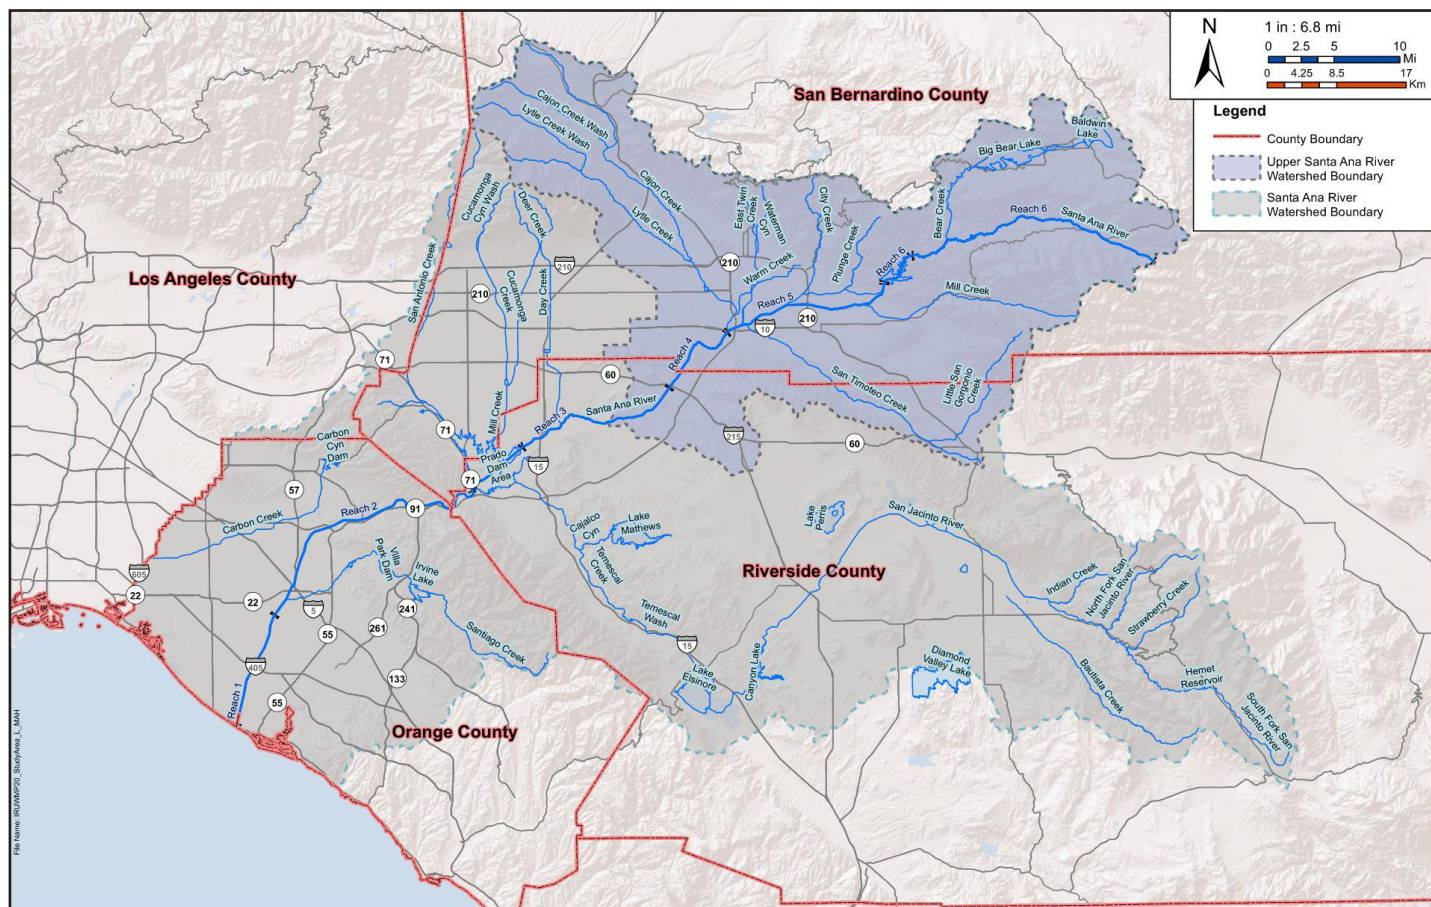 N
1 in : 6.8 mi
0 2.5 5 10
Mi
0 4.25 8.5 17
Km
Legend
County Boundary
Upper Santa Ana River
Watershed Boundary
Santa Ana River
Watershed Boundary
San Bernardino County
Los Angeles County
Riverside County
Orange County
Cajon Creek Wash
Lytle Creek Wash
Cajon Creek
Lytle Creek
Cucamonga
Cyn Wash
Deer Creek
San Antonio Creek
Cucamonga
Creek
Day Creek
East Twin
Creek
Waterman
Cyn
City Creek
Plunge Creek
Warm Creek
Bear Creek
Big Bear Lake
Baldwin
Lake
Reach 6
Santa Ana River
Reach 6
Mill Creek
Reach 5
210
210
210
210
10
Reach 4
San Timoteo Creek
Little San
Gorgonio
Creek
71
60
Santa Ana River
Reach 3
Mill Creek
71
Prado
Dam
Area
71
15
215
60
Carbon
Cyn
Dam
57
Reach 2
91
Carbon Creek
605
22
22
Villa
Park Dam
Irvine
Lake
5
55
241
261
133
Santiago Creek
405
55
Reach 1
Cajalco
Cyn
Lake
Mathews
Temescal
Creek
Temescal
Wash
15
Lake
Elsinore
Canyon Lake
Lake
Perris
San Jacinto River
Indian Creek
North Fork San
Jacinto River
Strawberry Creek
Diamond
Valley Lake
Bautista Creek
Hemet
Reservoir
South Fork San
Jacinto River
File Name: IRUWMP20_StudyArea_L_MAH